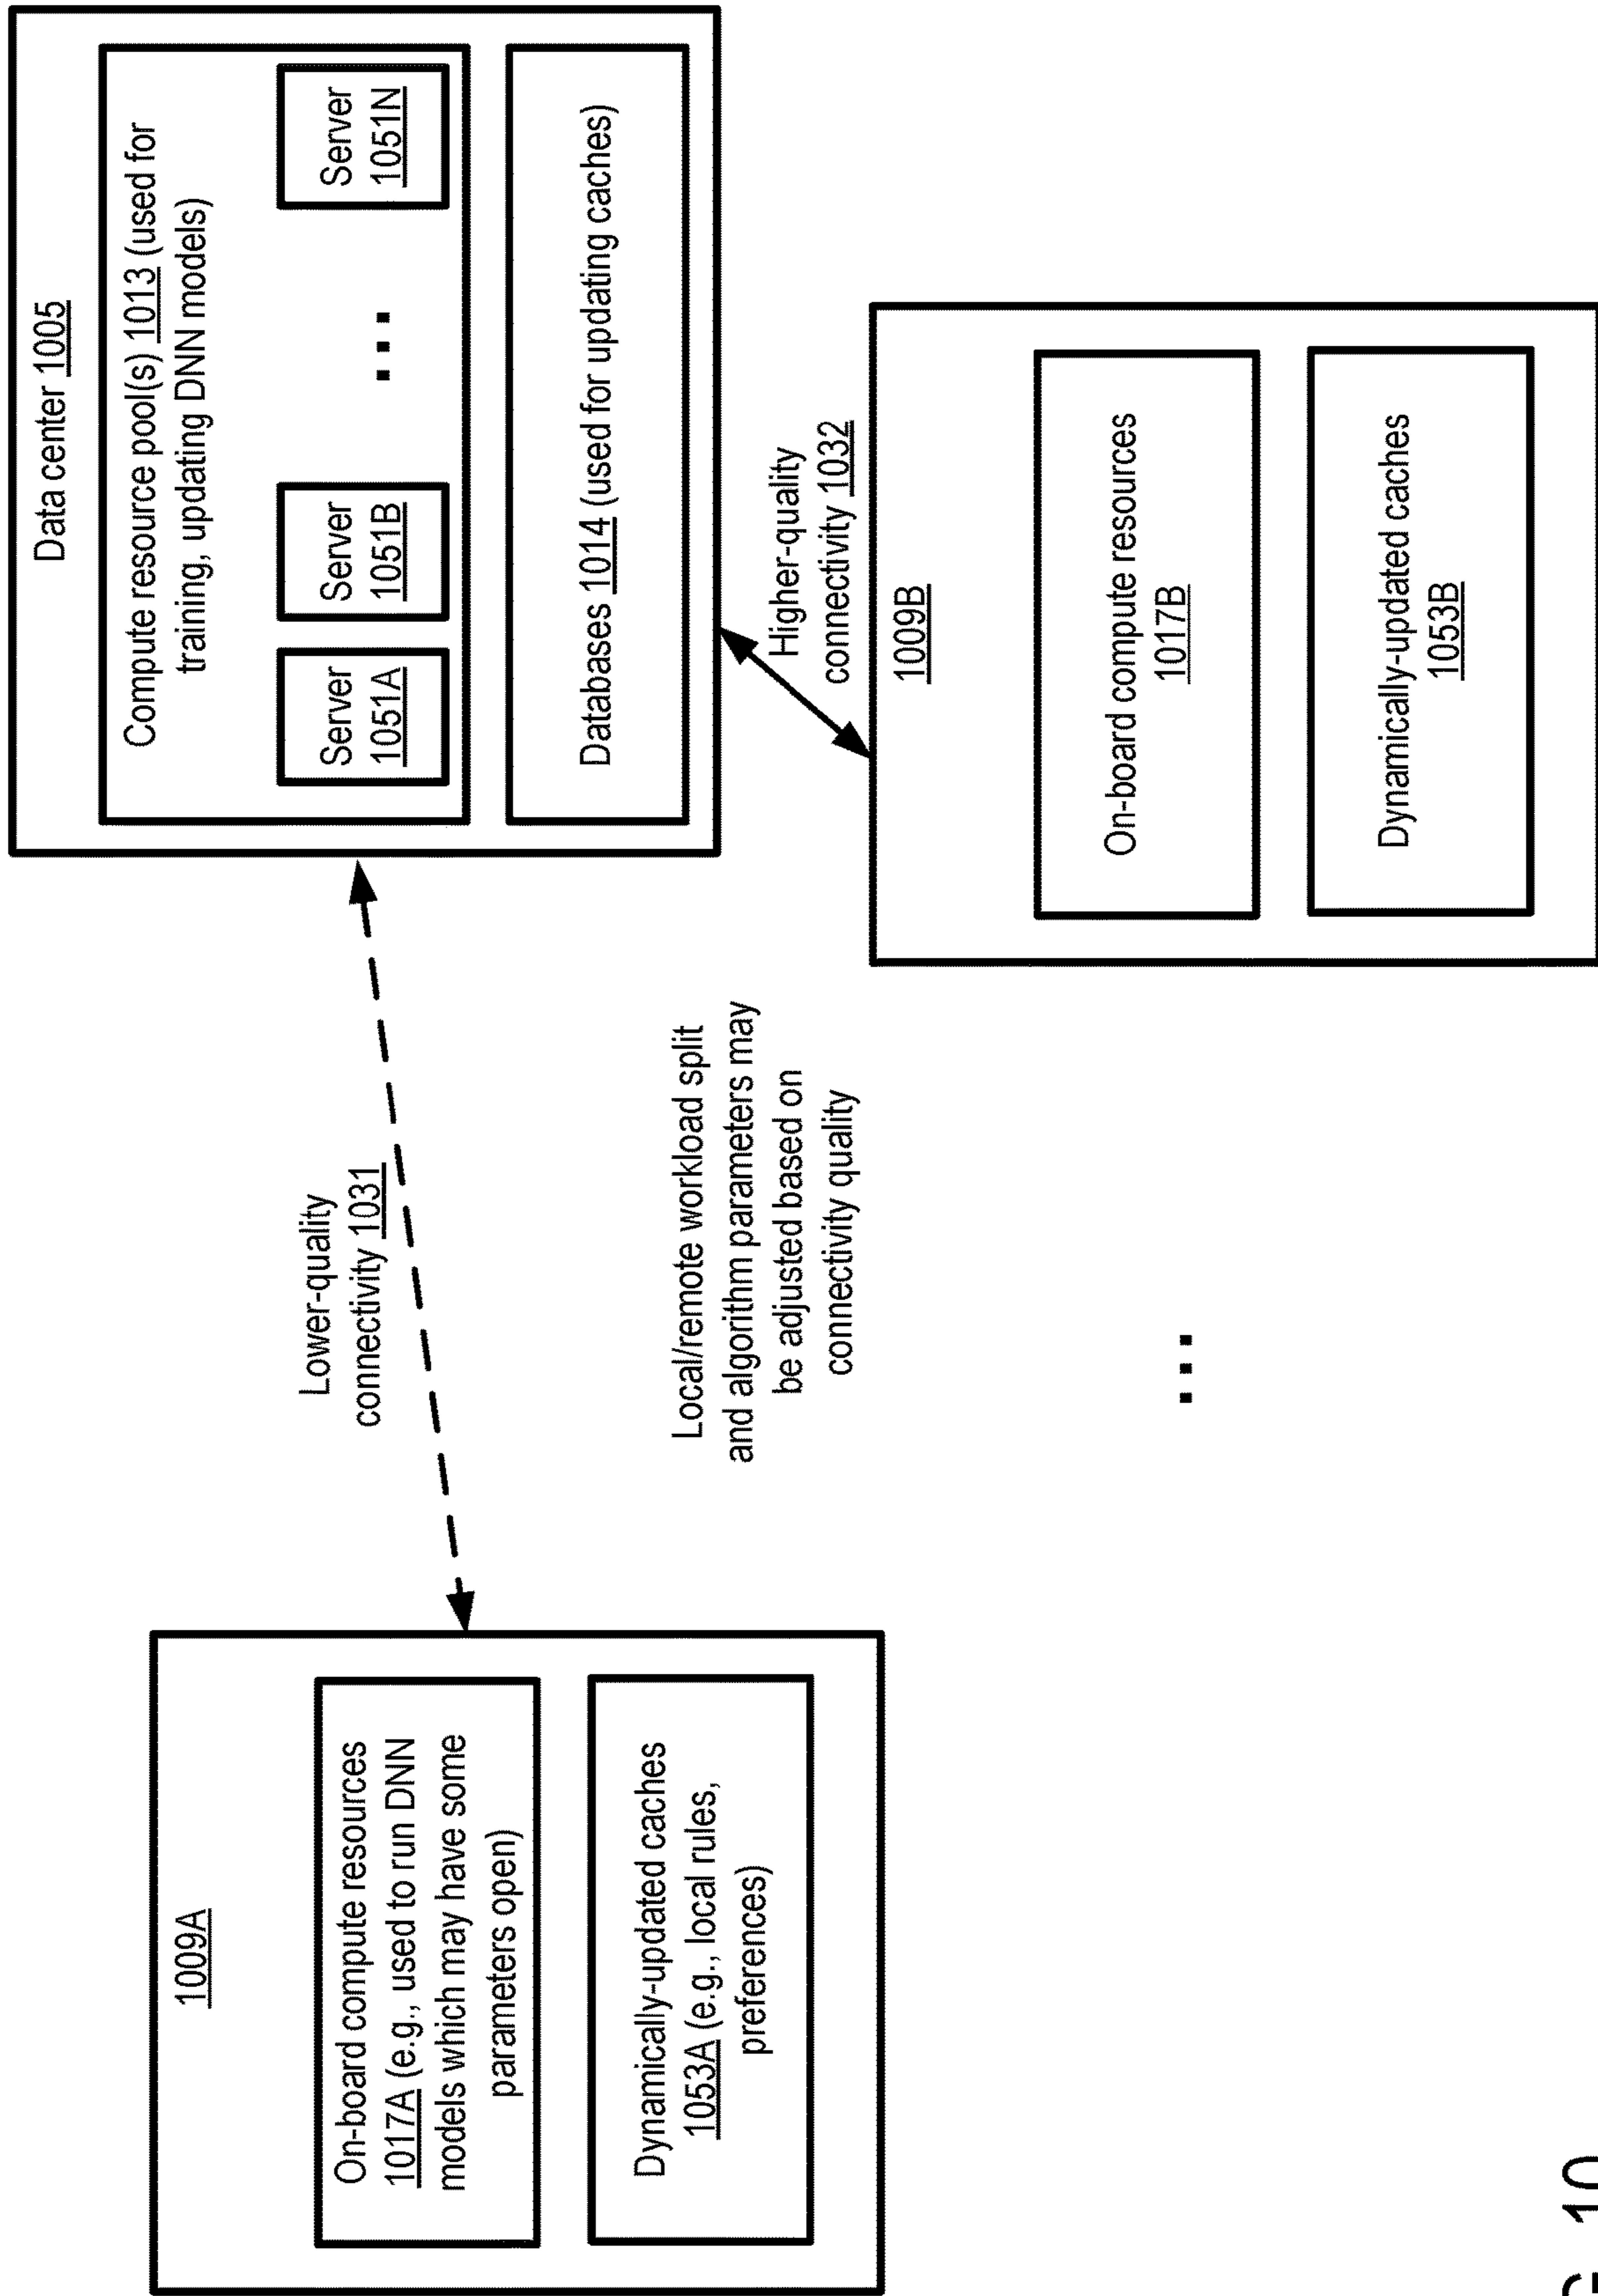 Data center 1005
Compute resource pool(s) 1013 (used for
training, updating DNN models)
Server
1051A
Server
1051B
...
Server
1051N
Databases 1014 (used for updating caches)
Lower-quality
connectivity 1031
Higher-quality
connectivity 1032
Local/remote workload split
and algorithm parameters may
be adjusted based on
connectivity quality
1009A
On-board compute resources
1017A (e.g., used to run DNN
models which may have some
parameters open)
Dynamically-updated caches
1053A (e.g., local rules,
preferences)
...
1009B
On-board compute resources
1017B
Dynamically-updated caches
1053B
10